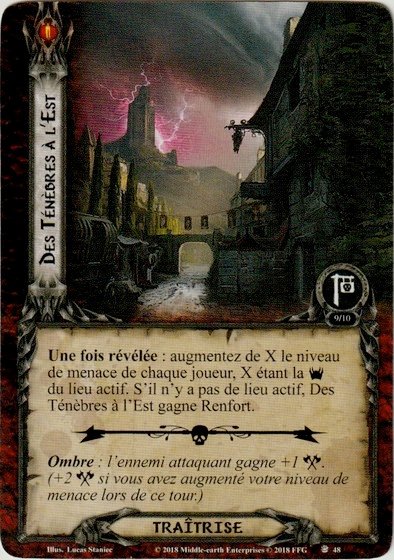 1
DES TÉNÈBRES À L'EST
9/10
Une fois révélée : augmentez de X le niveau
de menace de chaque joueur, X étant la
du lieu actif. S'il n'y a pas de lieu actif, Des
Ténèbres à l'Est gagne Renfort.
Ombre : l'ennemi attaquant gagne +1 .
(+2 si vous avez augmenté votre niveau de
menace lors de ce tour.)
TRAÎTRISE
Illus. Lucas Staniec
© 2018 Middle-earth Enterprises © 2018 FFG
48